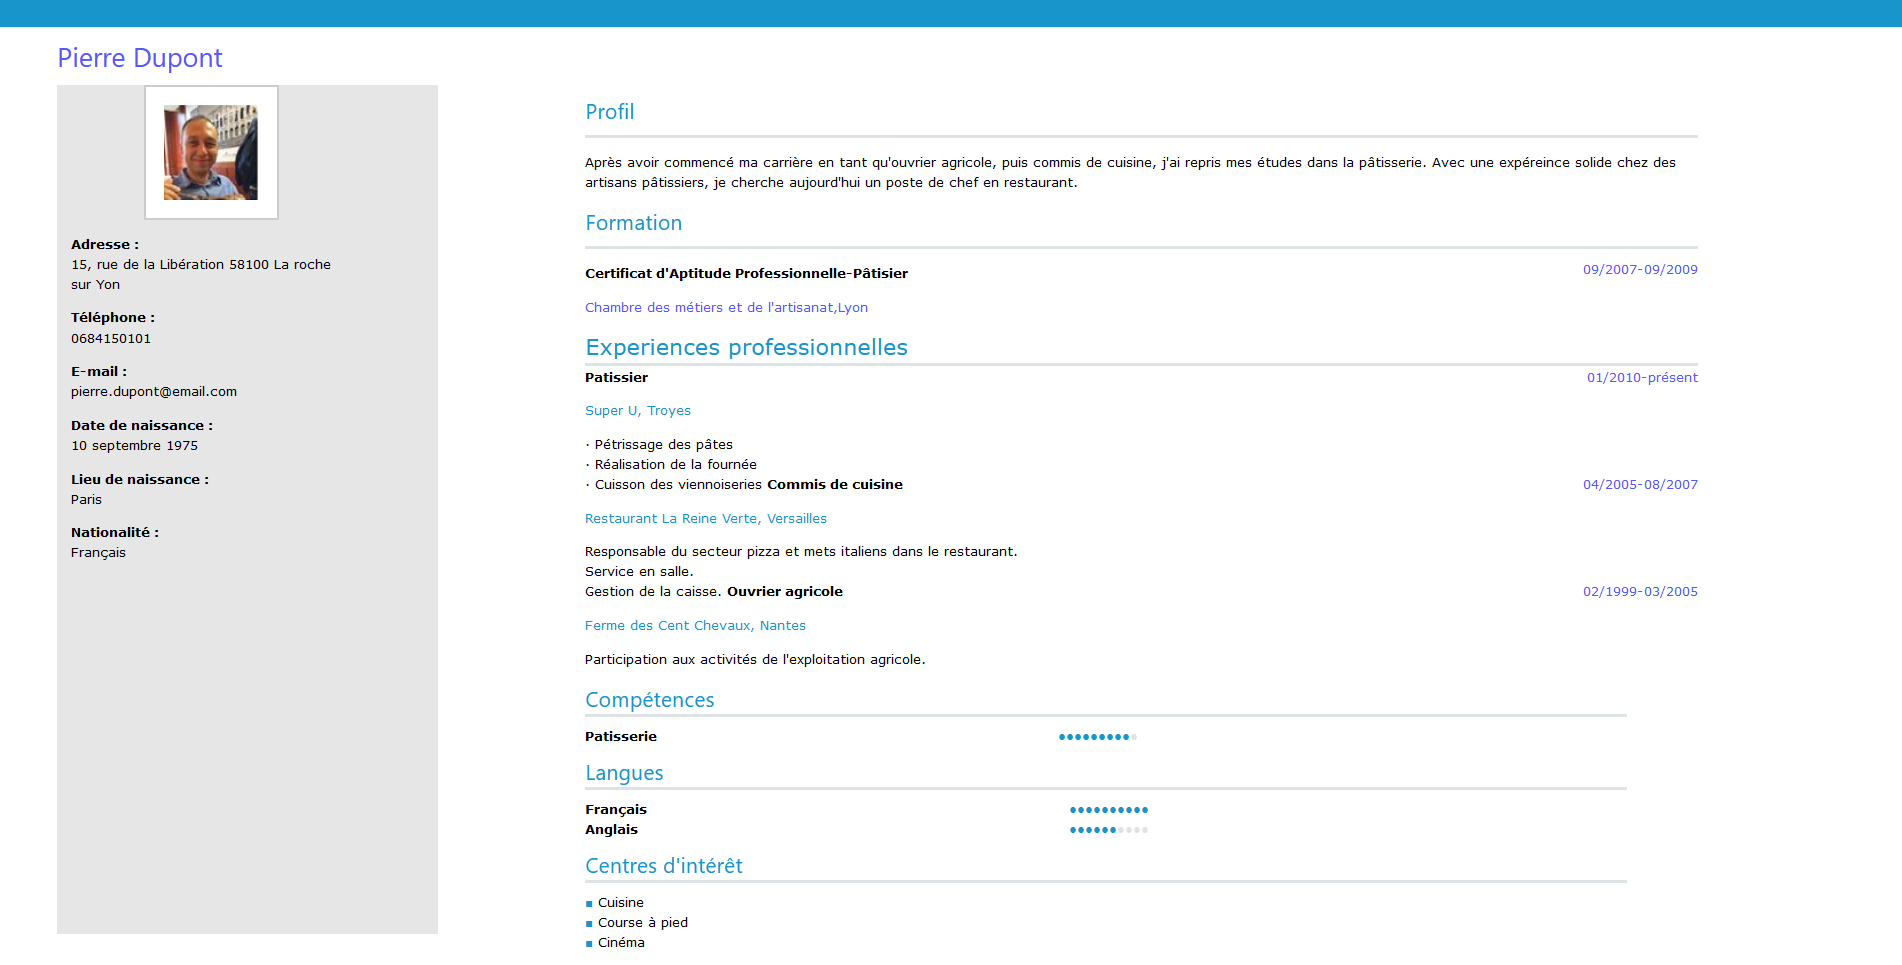 Pierre Dupont
Adresse :
15, rue de la Libération 58100 La roche
sur Yon
Téléphone :
0684150101
E-mail :
pierre.dupont@email.com
Date de naissance :
10 septembre 1975
Lieu de naissance :
Paris
Nationalité :
Français
Profil
Après avoir commencé ma carrière en tant qu'ouvrier agricole, puis commis de cuisine, j'ai repris mes études dans la pâtisserie. Avec une expéreince solide chez des
artisans pâtissiers, je cherche aujourd'hui un poste de chef en restaurant.
Formation
Certificat d'Aptitude Professionnelle-Pâtisier 09/2007-09/2009
Chambre des métiers et de l'artisanat,Lyon
Experiences professionnelles
Patissier 01/2010-présent
Super U, Troyes
· Pétrissage des pâtes
· Réalisation de la fournée
· Cuisson des viennoiseries Commis de cuisine 04/2005-08/2007
Restaurant La Reine Verte, Versailles
Responsable du secteur pizza et mets italiens dans le restaurant.
Service en salle.
Gestion de la caisse. Ouvrier agricole 02/1999-03/2005
Ferme des Cent Chevaux, Nantes
Participation aux activités de l'exploitation agricole.
Compétences
Patisserie
Langues
Français
Anglais
Centres d'intérêt
Cuisine
Course à pied
Cinéma